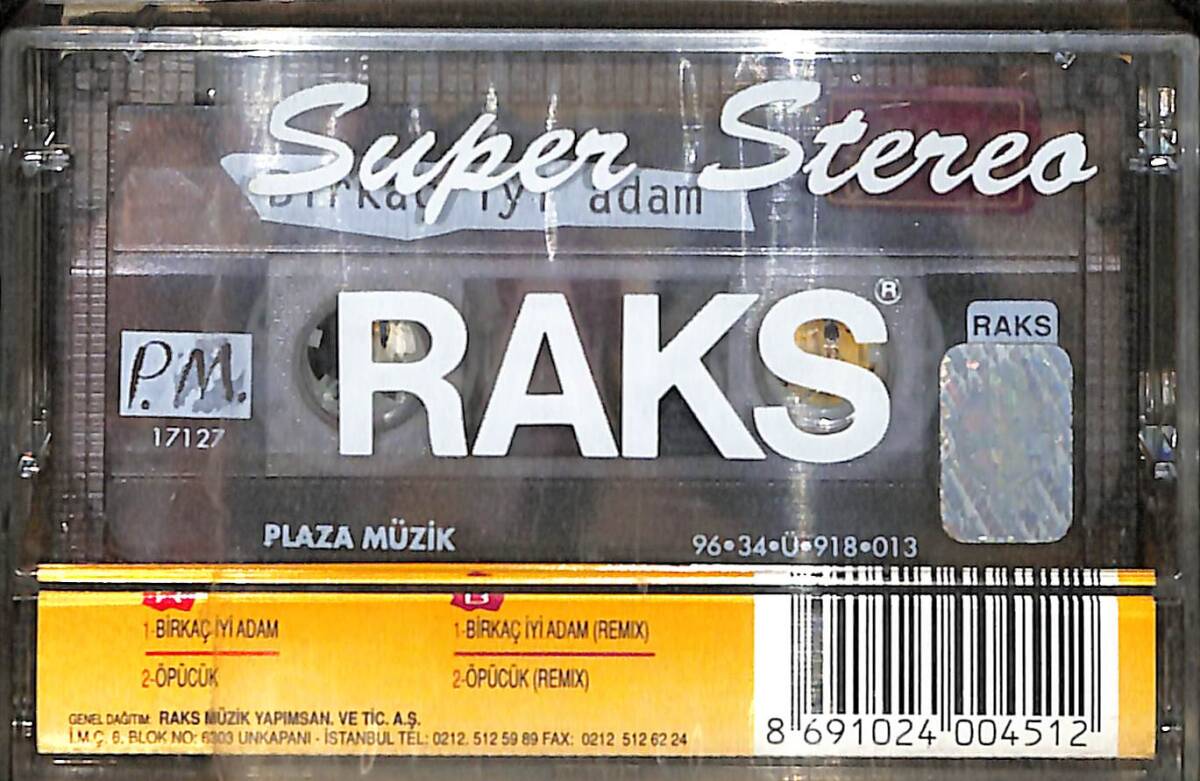 Super Stereo
Birkaç iyi adam
RAKS®
RAKS
P.M.
17127
PLAZA MÜZİK
96•34•Ü•918•013
A
B
1-BİRKAÇ İYİ ADAM
1-BİRKAÇ İYİ ADAM (REMIX)
2-ÖPÜCÜK
2-ÖPÜCÜK (REMIX)
GENEL DAĞITIM: RAKS MÜZİK YAPIMSAN. VE TİC. A.Ş.
İ.M.Ç. 6. BLOK NO: 6303 UNKAPANI - İSTANBUL TEL: 0212. 512 59 89 FAX: 0212 512 62 24
8 691024 004512